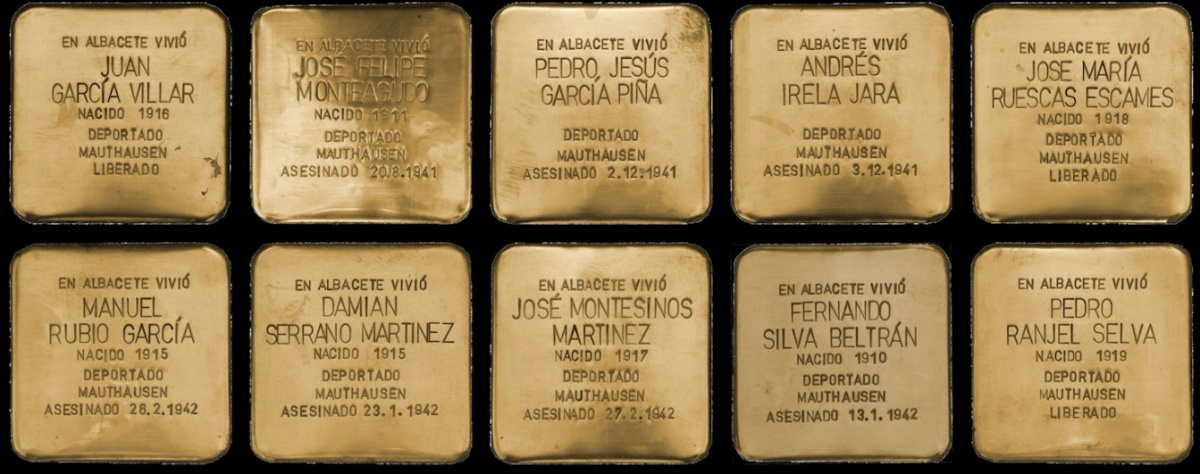 EN ALBACETE VIVIÓ
JUAN
GARCÍA VILLAR
NACIDO 1916
DEPORTADO
MAUTHAUSEN
LIBERADO
EN ALBACETE VIVIÓ
JOSÉ FELIPE
MONTEAGUDO
NACIDO 1911
DEPORTADO
MAUTHAUSEN
ASESINADO 20.8.1941
EN ALBACETE VIVIÓ
PEDRO JESÚS
GARCÍA PIÑA
DEPORTADO
MAUTHAUSEN
ASESINADO 2.12.1941
EN ALBACETE VIVIÓ
ANDRÉS
IRELA JARA
DEPORTADO
MAUTHAUSEN
ASESINADO 3.12.1941
EN ALBACETE VIVIÓ
JOSE MARÍA
RUESCAS ESCAMES
NACIDO 1918
DEPORTADO
MAUTHAUSEN
LIBERADO
EN ALBACETE VIVIÓ
MANUEL
RUBIO GARCÍA
NACIDO 1915
DEPORTADO
MAUTHAUSEN
ASESINADO 26.2.1942
EN ALBACETE VIVIÓ
DAMIAN
SERRANO MARTINEZ
NACIDO 1915
DEPORTADO
MAUTHAUSEN
ASESINADO 23.1.1942
EN ALBACETE VIVIÓ
JOSÉ MONTESINOS
MARTINEZ
NACIDO 1917
DEPORTADO
MAUTHAUSEN
ASESINADO 27.2.1942
EN ALBACETE VIVIÓ
FERNANDO
SILVA BELTRÁN
NACIDO 1910
DEPORTADO
MAUTHAUSEN
ASESINADO 13.1.1942
EN ALBACETE VIVIÓ
PEDRO
RANJEL SELVA
NACIDO 1919
DEPORTADO
MAUTHAUSEN
LIBERADO